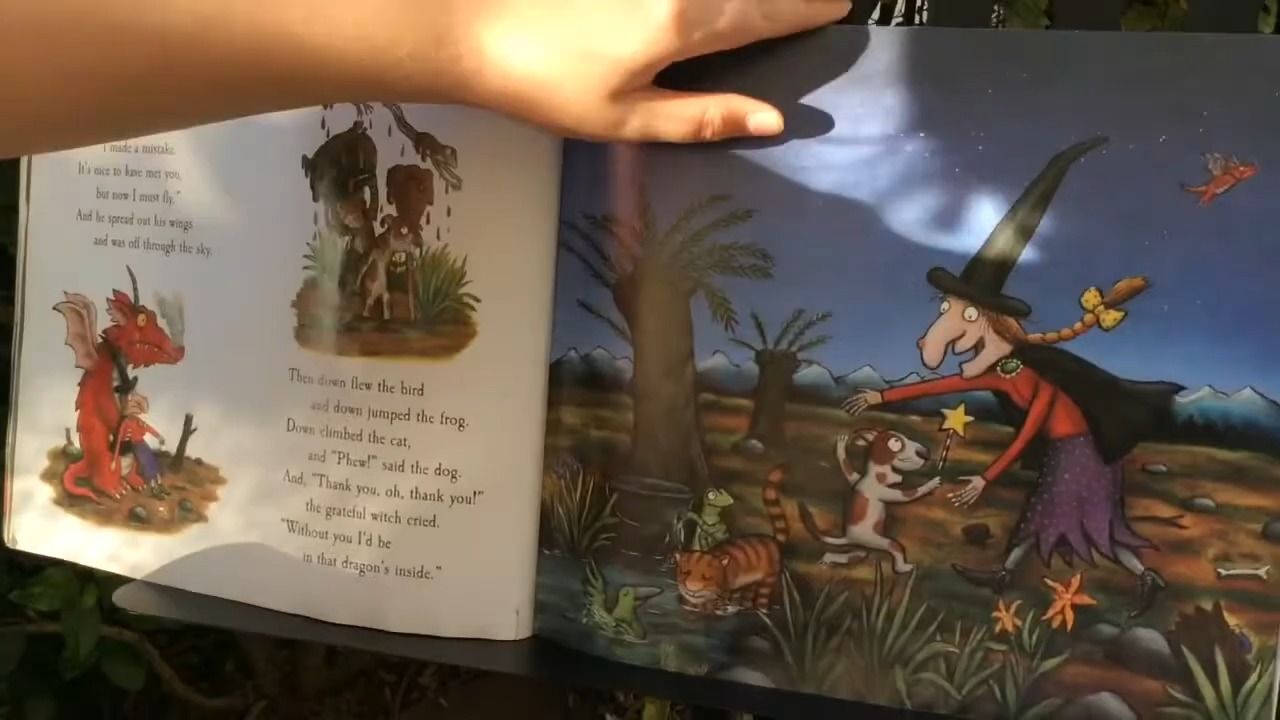 I made a mistake.
It's nice to have met you,
but now I must fly."
And he spread out his wings
and was off through the sky.
Then down flew the bird
and down jumped the frog.
Down climbed the cat,
and "Phew!" said the dog.
And, "Thank you, oh, thank you!"
the grateful witch cried.
"Without you I'd be
in that dragon's inside."